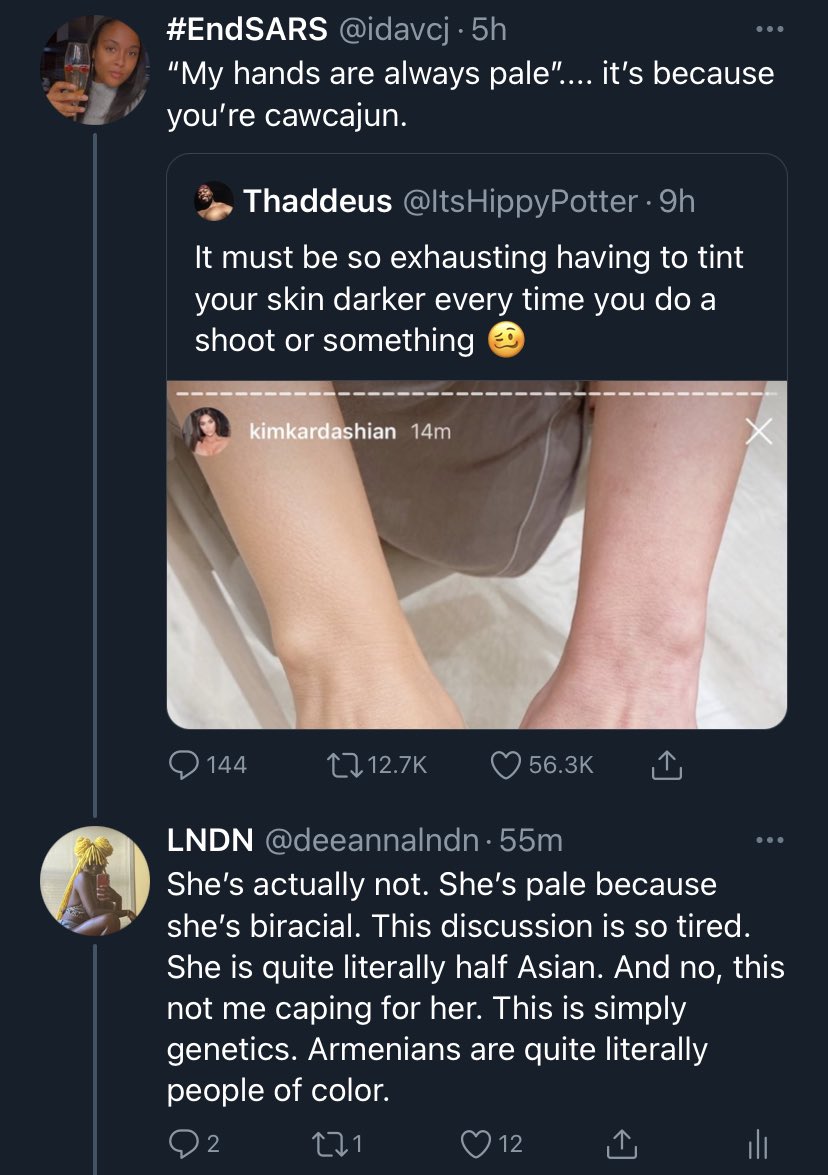 #EndSARS @idavcj · 5h
“My hands are always pale”.... it’s because
you’re cawcajun.
Thaddeus @ItsHippyPotter · 9h
It must be so exhausting having to tint
your skin darker every time you do a
shoot or something 🥴
kimkardashian 14m
144 12.7K 56.3K
LNDN @deeannalndn · 55m
She’s actually not. She’s pale because
she’s biracial. This discussion is so tired.
She is quite literally half Asian. And no, this
not me caping for her. This is simply
genetics. Armenians are quite literally
people of color.
2 1 12